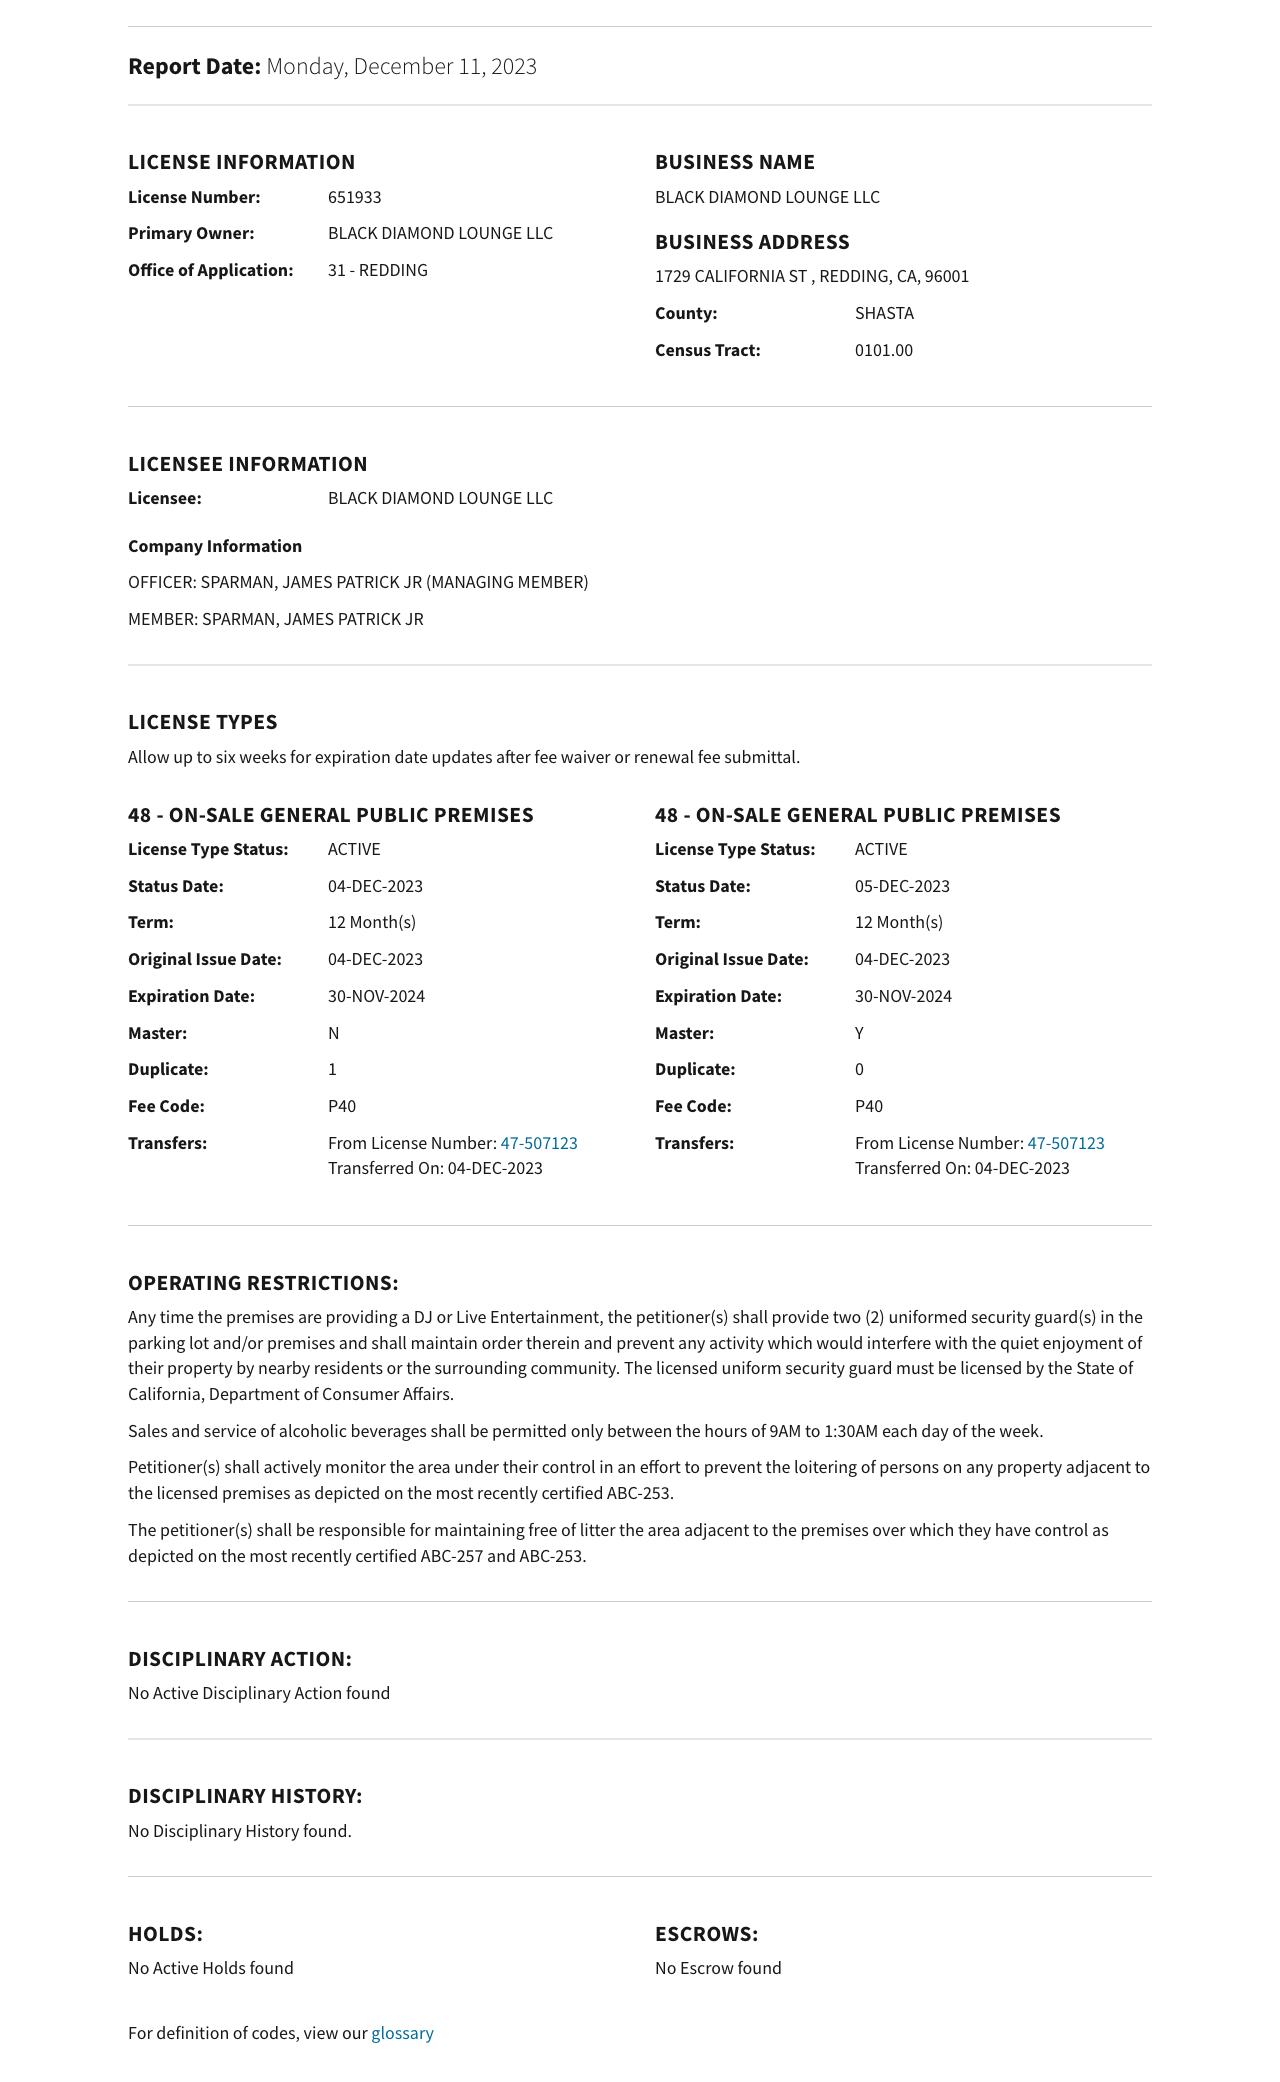 Report Date: Monday, December 11, 2023
LICENSE INFORMATION
License Number: 651933
Primary Owner: BLACK DIAMOND LOUNGE LLC
Office of Application: 31 - REDDING
BUSINESS NAME
BLACK DIAMOND LOUNGE LLC
BUSINESS ADDRESS
1729 CALIFORNIA ST , REDDING, CA, 96001
County: SHASTA
Census Tract: 0101.00
LICENSEE INFORMATION
Licensee: BLACK DIAMOND LOUNGE LLC
Company Information
OFFICER: SPARMAN, JAMES PATRICK JR (MANAGING MEMBER)
MEMBER: SPARMAN, JAMES PATRICK JR
LICENSE TYPES
Allow up to six weeks for expiration date updates after fee waiver or renewal fee submittal.
48 - ON-SALE GENERAL PUBLIC PREMISES
License Type Status: ACTIVE
Status Date: 04-DEC-2023
Term: 12 Month(s)
Original Issue Date: 04-DEC-2023
Expiration Date: 30-NOV-2024
Master: N
Duplicate: 1
Fee Code: P40
Transfers: From License Number: 47-507123
Transferred On: 04-DEC-2023
48 - ON-SALE GENERAL PUBLIC PREMISES
License Type Status: ACTIVE
Status Date: 05-DEC-2023
Term: 12 Month(s)
Original Issue Date: 04-DEC-2023
Expiration Date: 30-NOV-2024
Master: Y
Duplicate: 0
Fee Code: P40
Transfers: From License Number: 47-507123
Transferred On: 04-DEC-2023
OPERATING RESTRICTIONS:
Any time the premises are providing a DJ or Live Entertainment, the petitioner(s) shall provide two (2) uniformed security guard(s) in the
parking lot and/or premises and shall maintain order therein and prevent any activity which would interfere with the quiet enjoyment of
their property by nearby residents or the surrounding community. The licensed uniform security guard must be licensed by the State of
California, Department of Consumer Affairs.
Sales and service of alcoholic beverages shall be permitted only between the hours of 9AM to 1:30AM each day of the week.
Petitioner(s) shall actively monitor the area under their control in an effort to prevent the loitering of persons on any property adjacent to
the licensed premises as depicted on the most recently certified ABC-253.
The petitioner(s) shall be responsible for maintaining free of litter the area adjacent to the premises over which they have control as
depicted on the most recently certified ABC-257 and ABC-253.
DISCIPLINARY ACTION:
No Active Disciplinary Action found
DISCIPLINARY HISTORY:
No Disciplinary History found.
HOLDS:
No Active Holds found
ESCROWS:
No Escrow found
For definition of codes, view our glossary